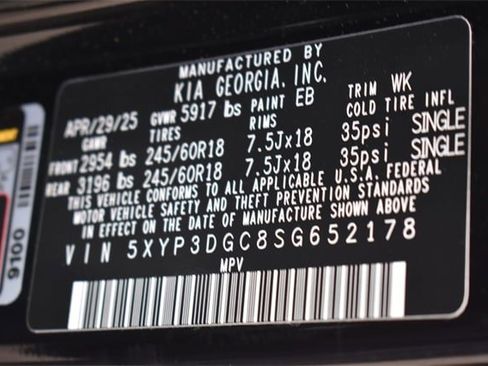 MANUFACTURED BY
KIA GEORGIA, INC.
APR/29/25 GVWR 5917 lbs PAINT EB TRIM WK
GAWR TIRES RIMS COLD TIRE INFL
FRONT 2954 lbs 245/60R18 7.5Jx18 35psi SINGLE
REAR 3196 lbs 245/60R18 7.5Jx18 35psi SINGLE
THIS VEHICLE CONFORMS TO ALL APPLICABLE U.S.A. FEDERAL
MOTOR VEHICLE SAFETY AND THEFT PREVENTION STANDARDS
IN EFFECT ON THE DATE OF MANUFACTURE SHOWN ABOVE
VIN 5XYP3DGC8SG652178
MPV
9100